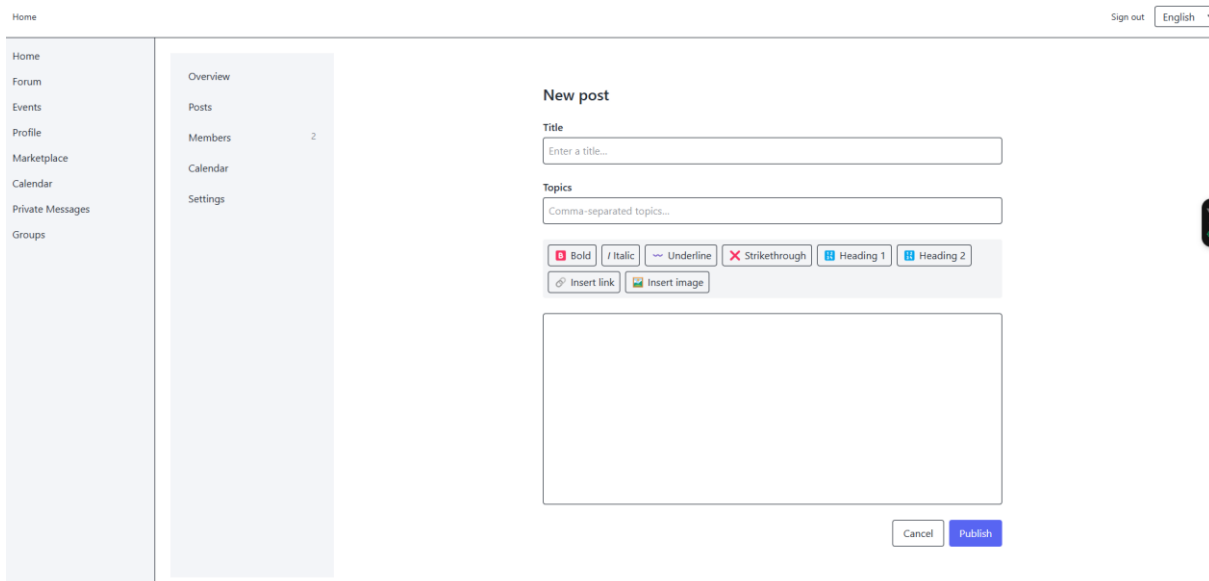 Home
Sign out
English
Home
Forum
Events
Profile
Marketplace
Calendar
Private Messages
Groups
Overview
Posts
Members 2
Calendar
Settings
New post
Title
Enter a title...
Topics
Comma-separated topics...
B Bold I Italic Underline Strikethrough Heading 1 Heading 2
Insert link Insert image
Cancel Publish